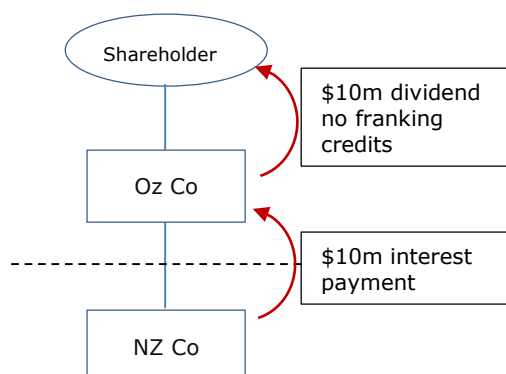 Shareholder
$10m dividend
no franking
credits
Oz Co
$10m interest
payment
NZ Co